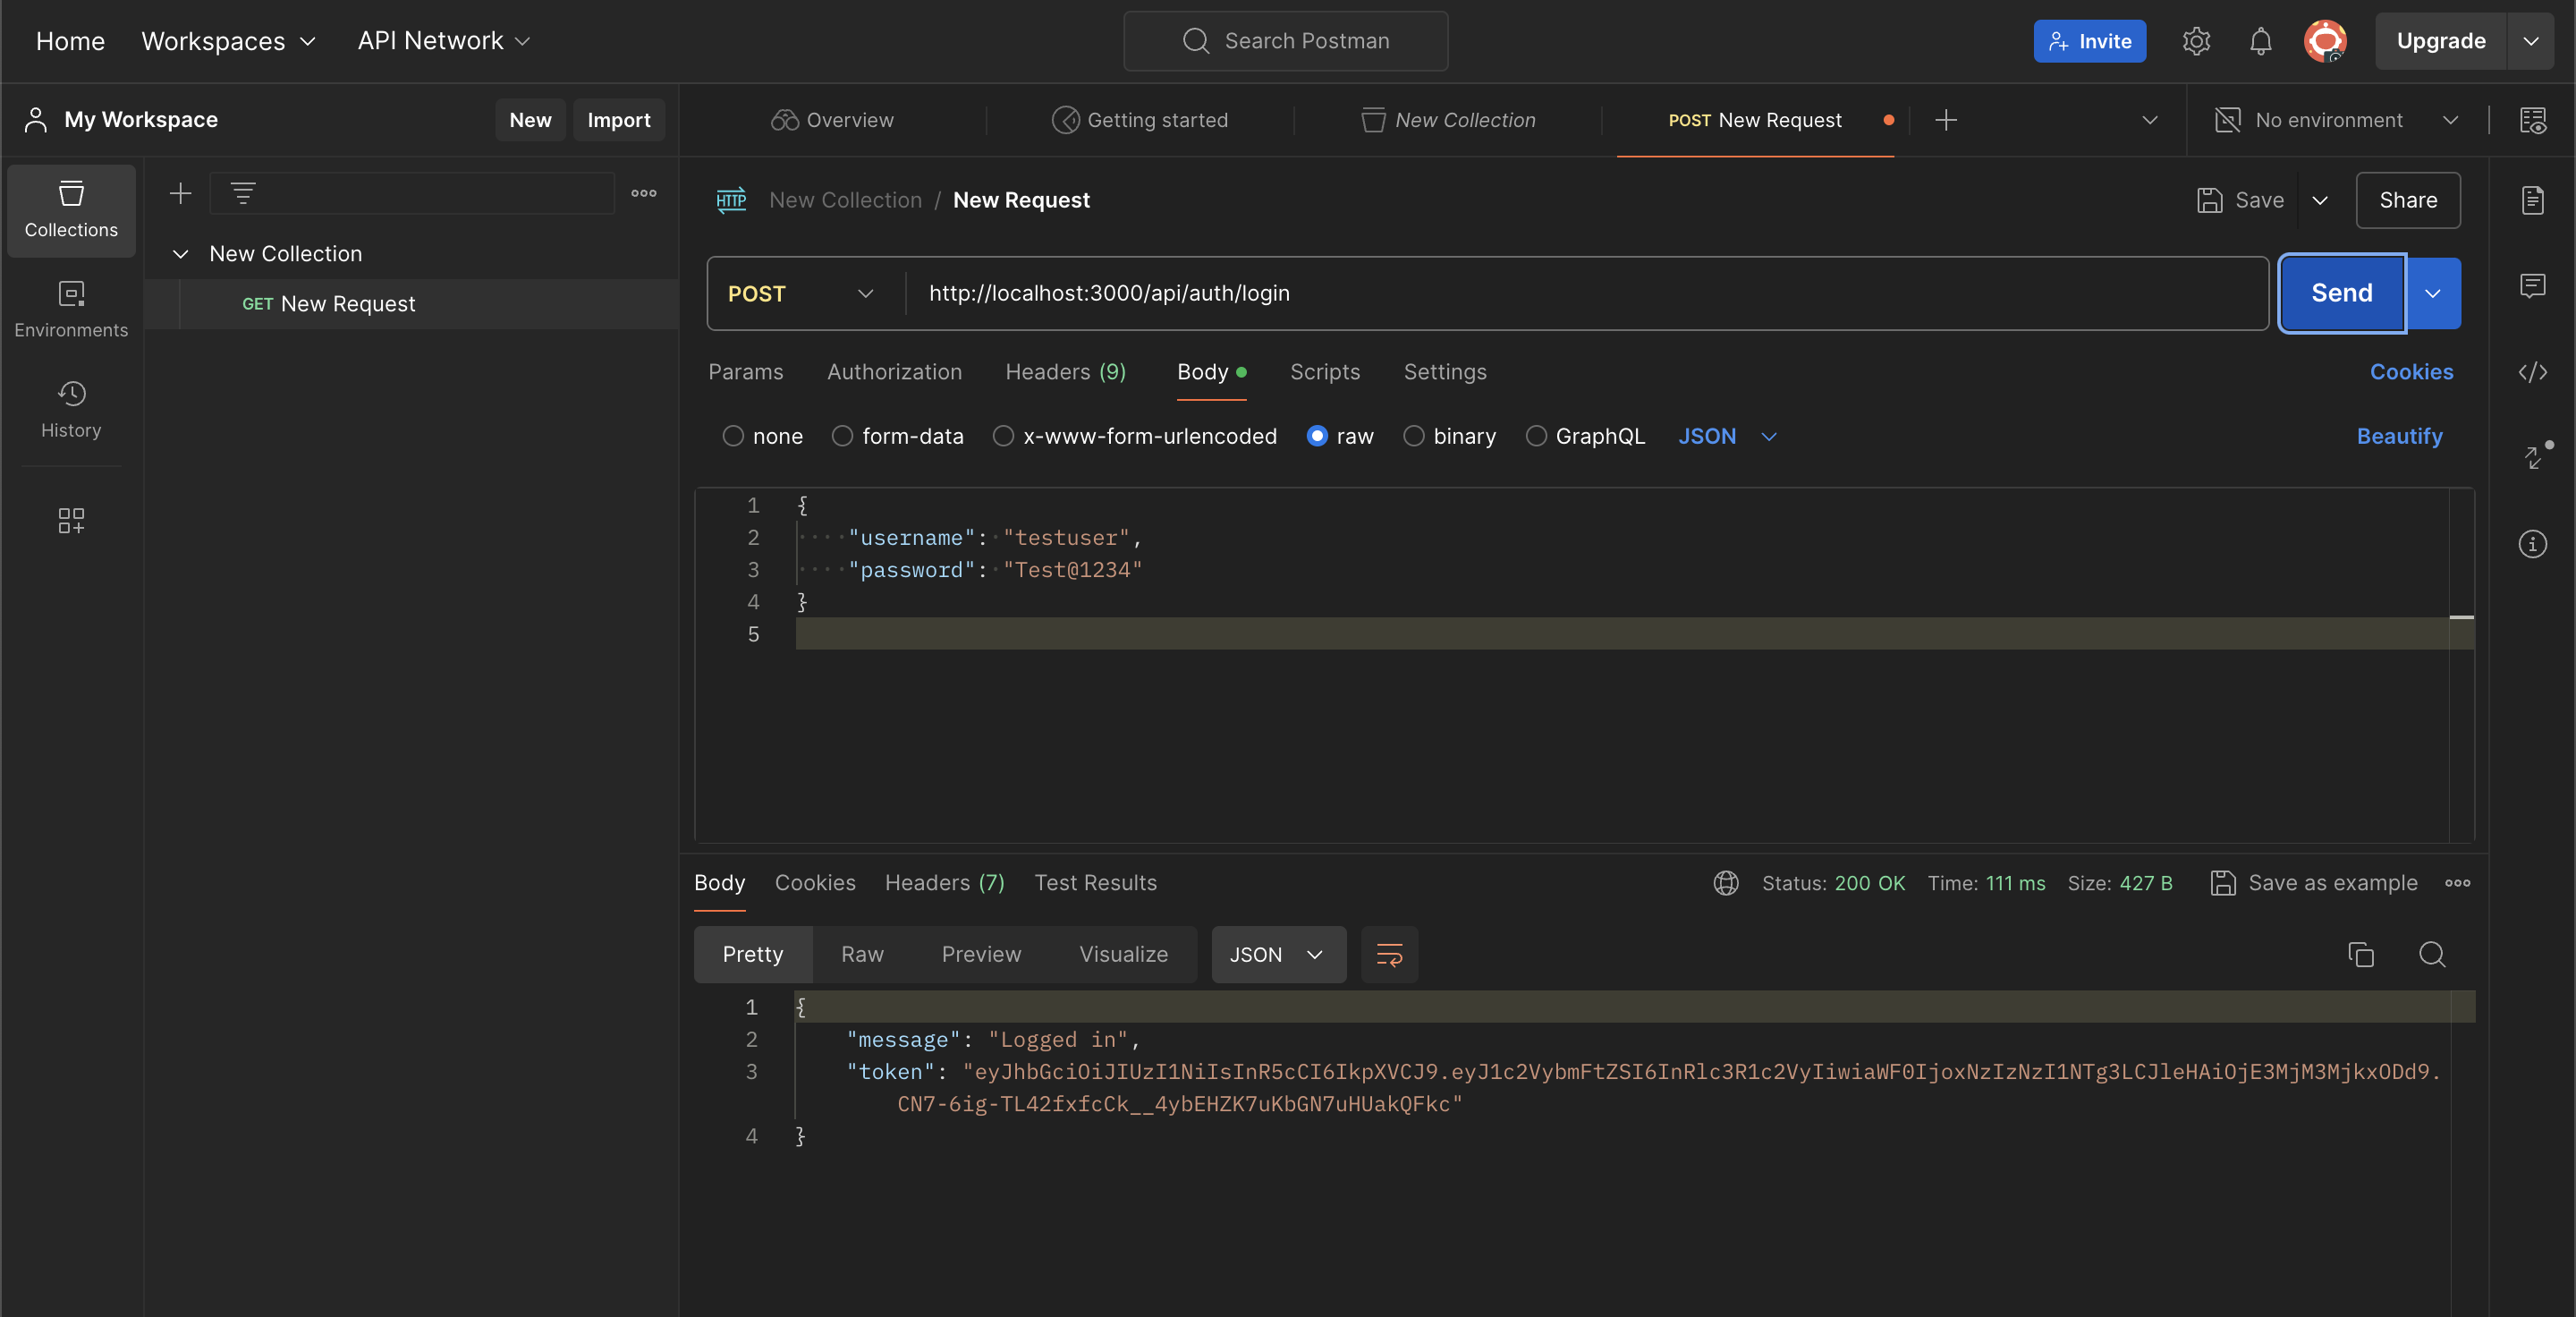 Home Workspaces API Network Search Postman Invite Upgrade
My Workspace New Import Overview Getting started New Collection POST New Request No environment
Collections
Environments
History
New Collection
GET New Request
HTTP New Collection / New Request Save Share
POST http://localhost:3000/api/auth/login Send
Params Authorization Headers (9) Body Scripts Settings Cookies
none form-data x-www-form-urlencoded raw binary GraphQL JSON Beautify
1 {
2 "username": "testuser",
3 "password": "Test@1234"
4 }
5
Body Cookies Headers (7) Test Results Status: 200 OK Time: 111 ms Size: 427 B Save as example
Pretty Raw Preview Visualize JSON
1 {
2 "message": "Logged in",
3 "token": "eyJhbGciOiJIUzI1NiIsInR5cCI6IkpXVCJ9.eyJ1c2VybmFtZSI6InRlc3R1c2VyIiwiaWF0IjoxNzIzNzI1NTg3LCJleHAiOjE3MjM3MjkxODd9.
CN7-6ig-TL42fxfcCk__4ybEHZK7uKbGN7uHUakQFkc"
4 }